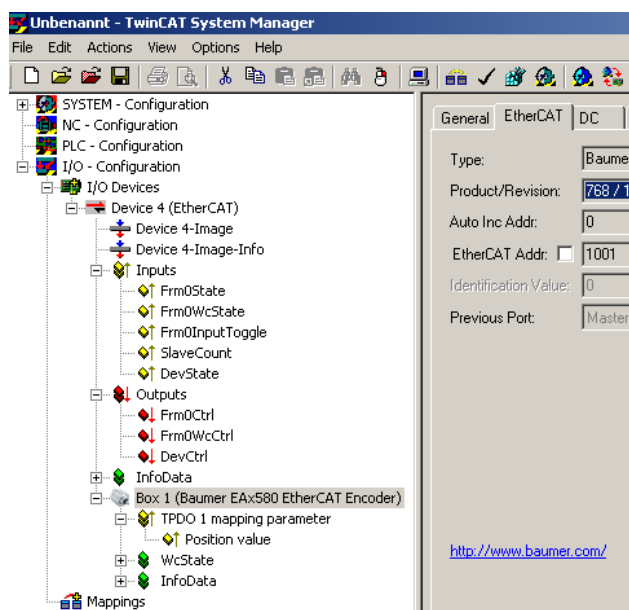 Unbenannt - TwinCAT System Manager
File Edit Actions View Options Help
SYSTEM - Configuration
NC - Configuration
PLC - Configuration
I/O - Configuration
I/O Devices
Device 4 (EtherCAT)
Device 4-Image
Device 4-Image-Info
Inputs
Frm0State
Frm0WcState
Frm0InputToggle
SlaveCount
DevState
Outputs
Frm0Ctrl
Frm0WcCtrl
DevCtrl
InfoData
Box 1 (Baumer EAx580 EtherCAT Encoder)
TPDO 1 mapping parameter
Position value
WcState
InfoData
Mappings
General EtherCAT DC
Type: Baumer
Product/Revision: 768 / 1
Auto Inc Addr: 0
EtherCAT Addr: 1001
Identification Value: 0
Previous Port: Master
http://www.baumer.com/